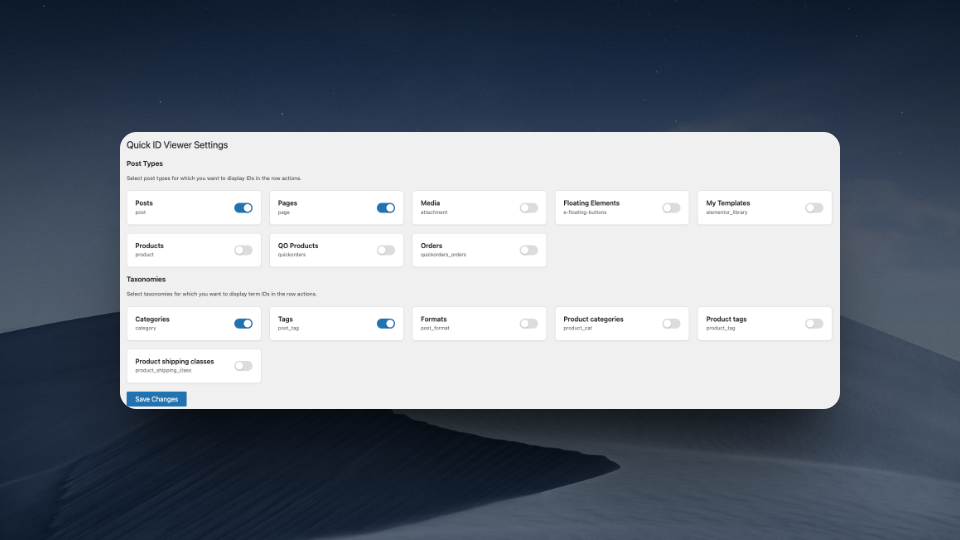 Quick ID Viewer Settings
Post Types
Select post types for which you want to display IDs in the row actions.
Posts
post
Pages
page
Media
attachment
Floating Elements
e-floating-buttons
My Templates
elementor_library
Products
product
QO Products
quickorders
Orders
quickorders_orders
Taxonomies
Select taxonomies for which you want to display term IDs in the row actions.
Categories
category
Tags
post_tag
Formats
post_format
Product categories
product_cat
Product tags
product_tag
Product shipping classes
product_shipping_class
Save Changes